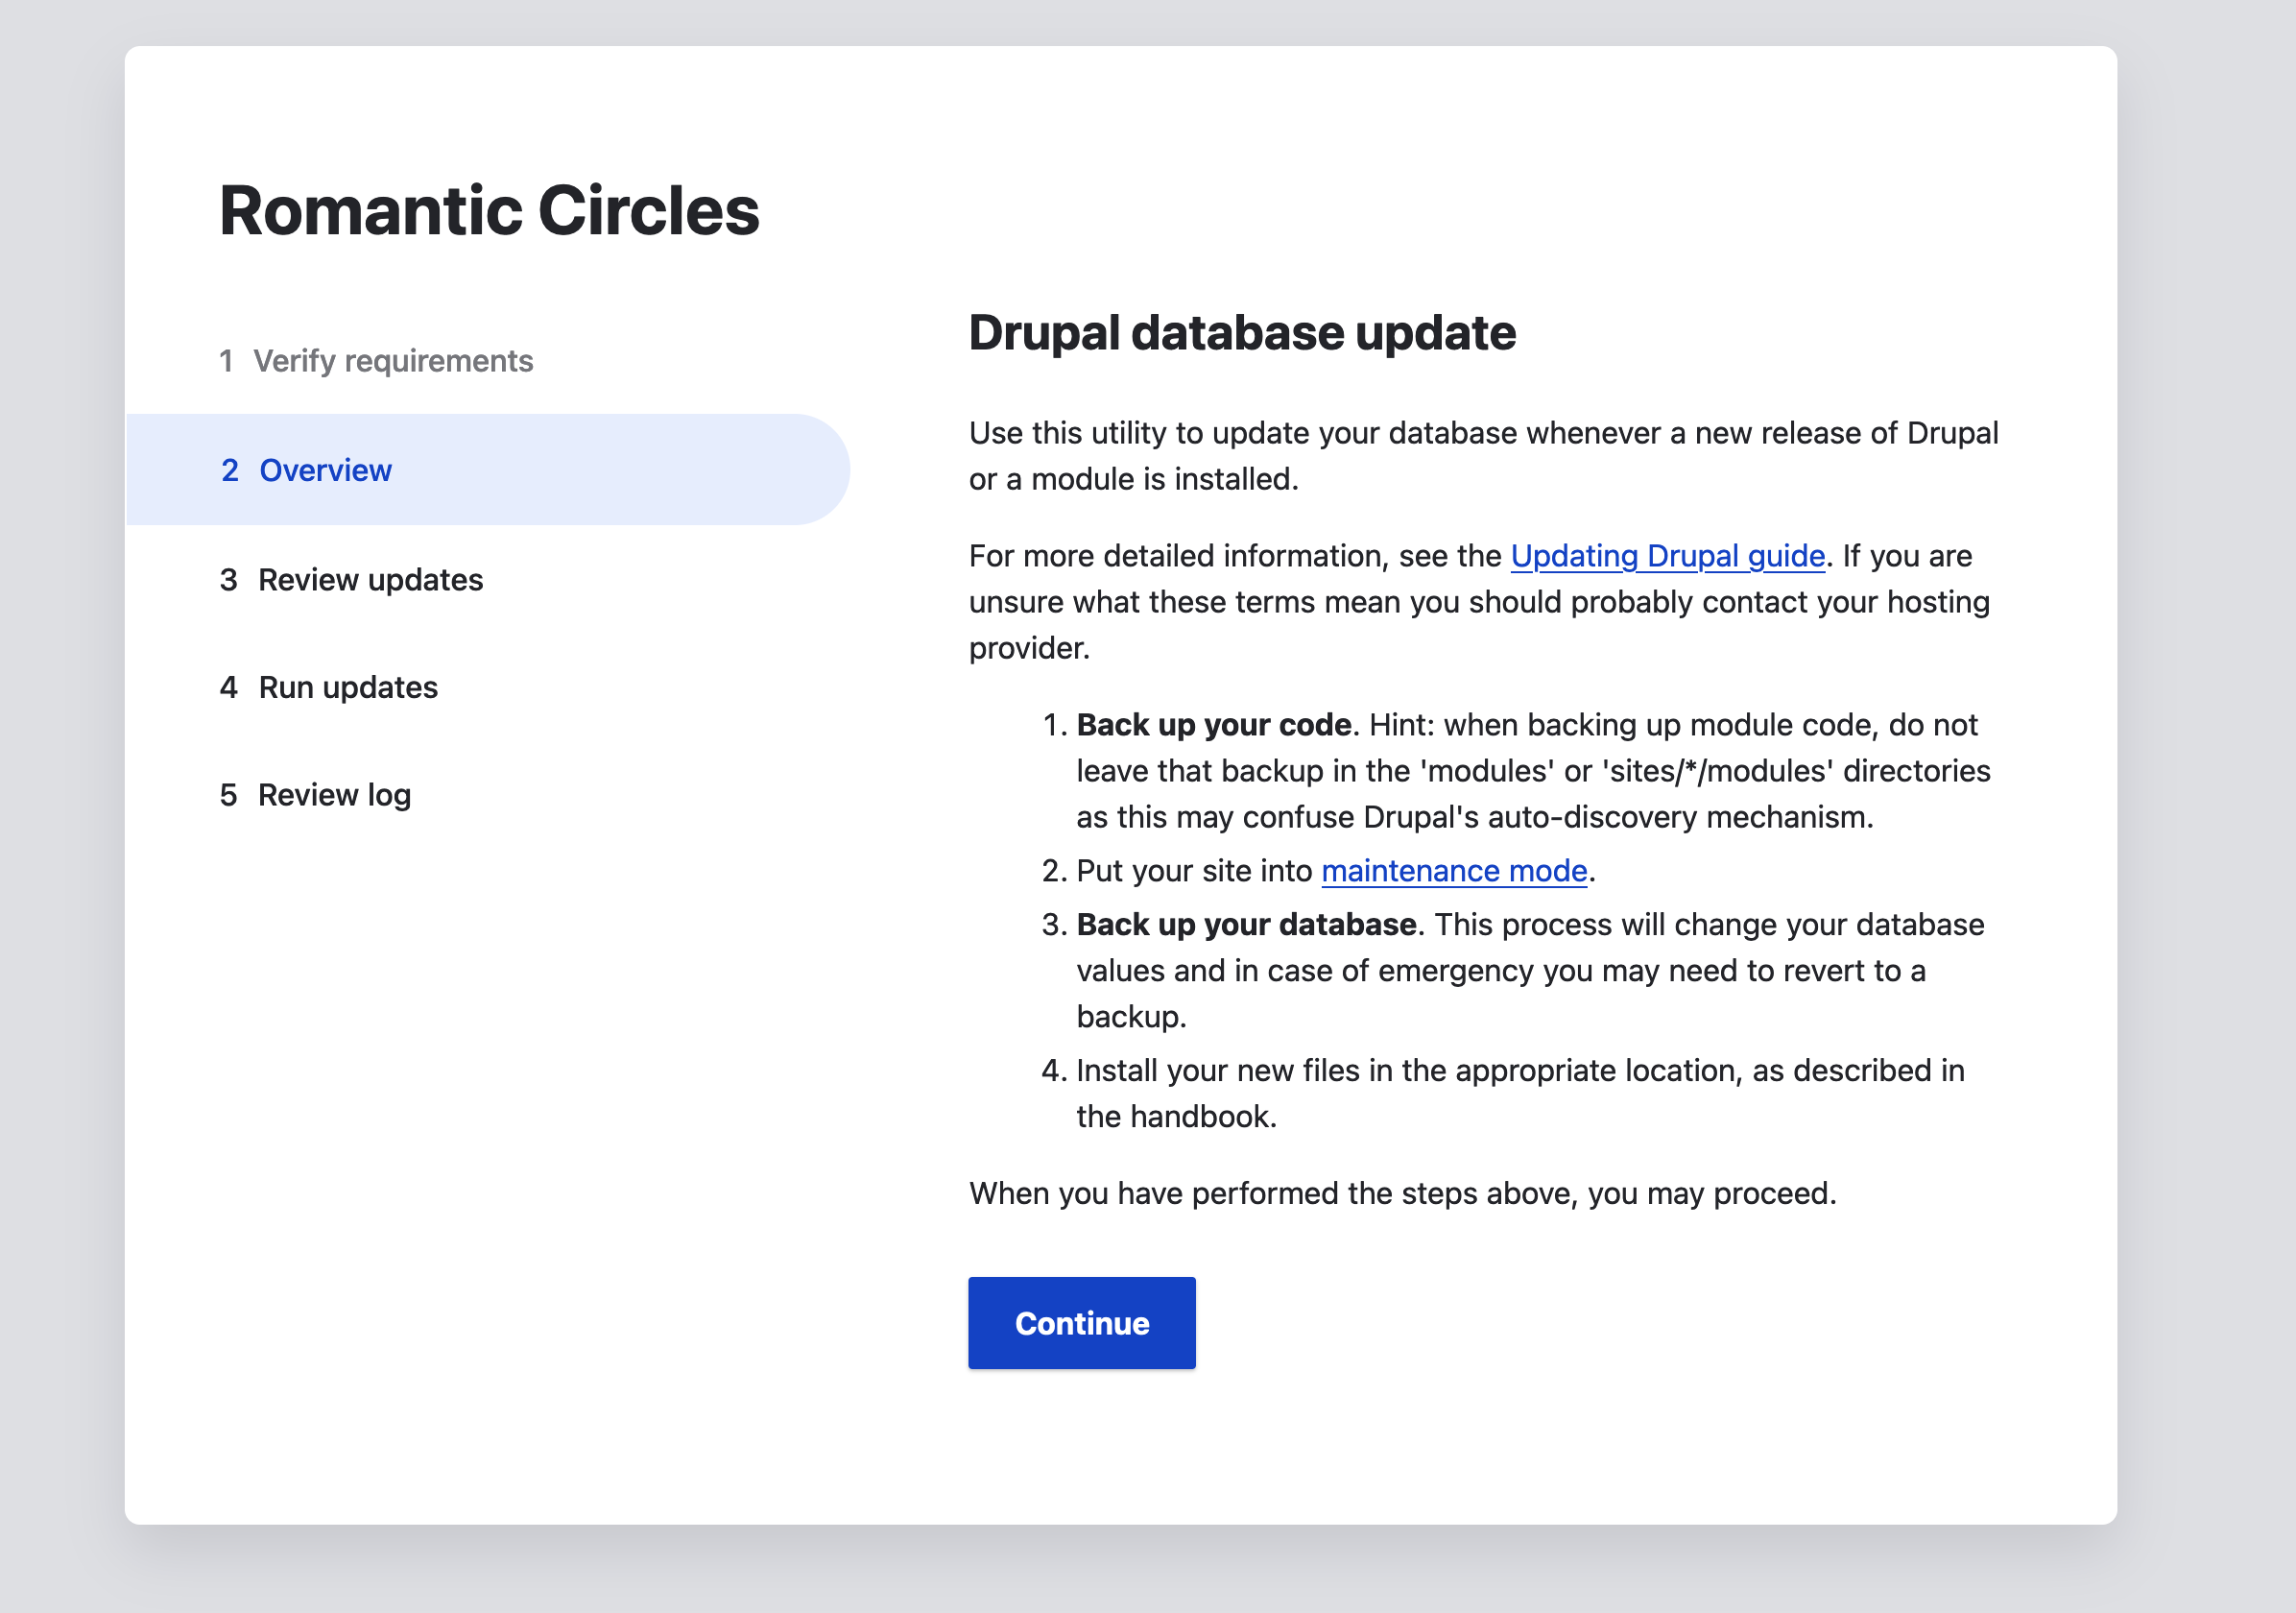 Romantic Circles
1 Verify requirements
2 Overview
3 Review updates
4 Run updates
5 Review log
Drupal database update
Use this utility to update your database whenever a new release of Drupal
or a module is installed.
For more detailed information, see the Updating Drupal guide. If you are
unsure what these terms mean you should probably contact your hosting
provider.
1. Back up your code. Hint: when backing up module code, do not
leave that backup in the 'modules' or 'sites/*/modules' directories
as this may confuse Drupal's auto-discovery mechanism.
2. Put your site into maintenance mode.
3. Back up your database. This process will change your database
values and in case of emergency you may need to revert to a
backup.
4. Install your new files in the appropriate location, as described in
the handbook.
When you have performed the steps above, you may proceed.
Continue